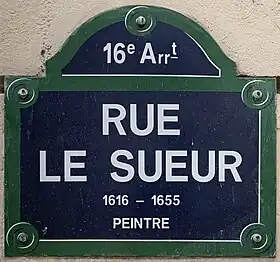 16e Arrt
RUE
LE SUEUR
1616 – 1655
PEINTRE